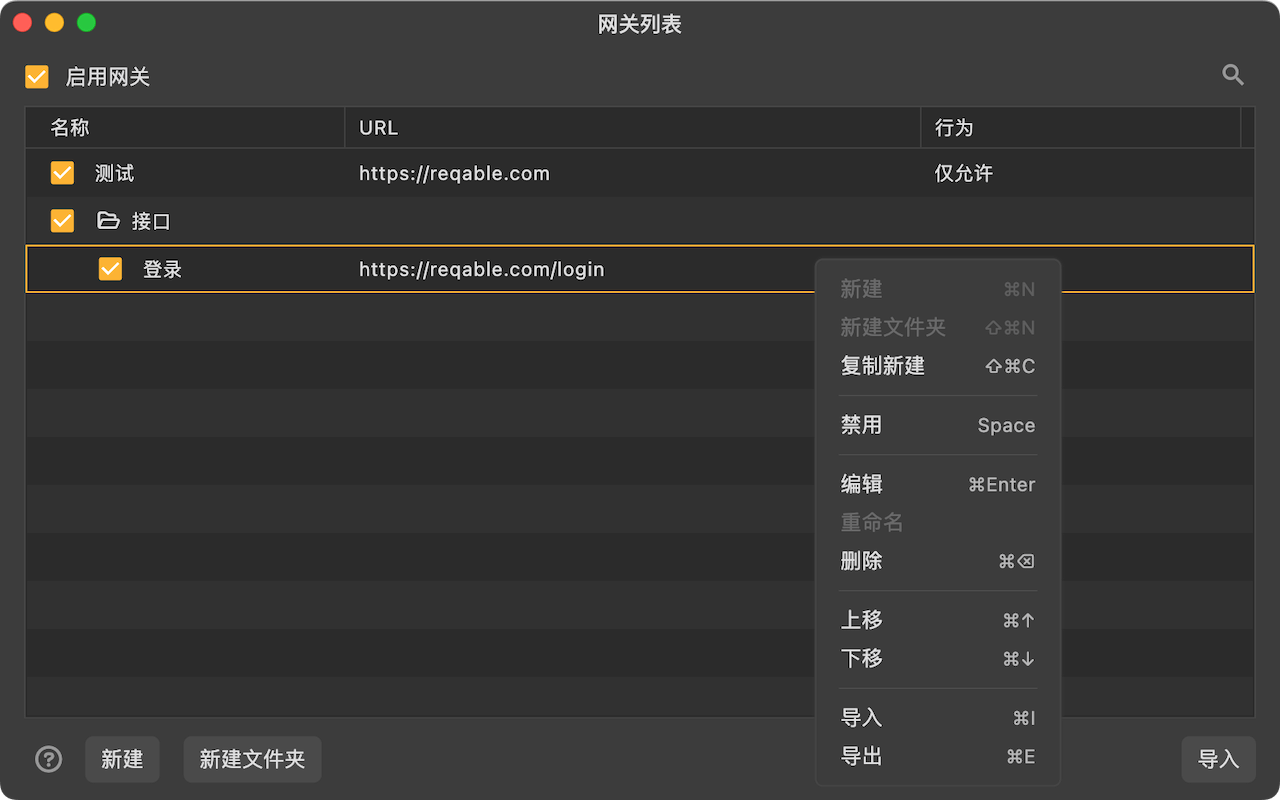 网关列表
启用网关
名称 URL 行为
测试 https://reqable.com 仅允许
接口
登录 https://reqable.com/login
新建 ⌘N
新建文件夹 ⇧⌘N
复制新建 ⇧⌘C
禁用 Space
编辑 ⌘Enter
重命名
删除 ⌘⌫
上移 ⌘↑
下移 ⌘↓
导入 ⌘I
导出 ⌘E
? 新建 新建文件夹 导入